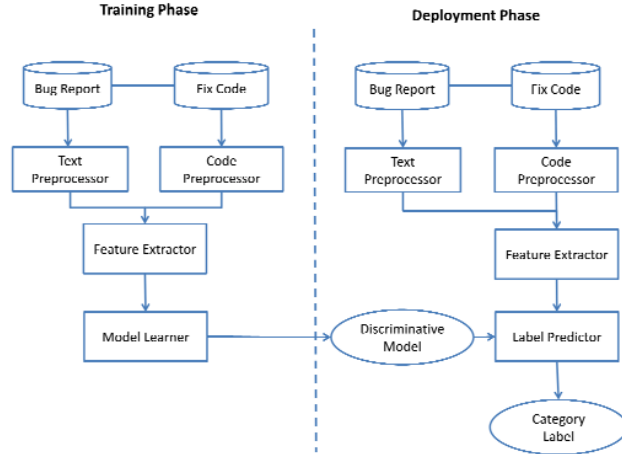 Training Phase
Deployment Phase
Bug Report
Fix Code
Bug Report
Fix Code
Text
Preprocessor
Code
Preprocessor
Text
Preprocessor
Code
Preprocessor
Feature Extractor
Feature Extractor
Model Learner
Discriminative
Model
Label Predictor
Category
Label